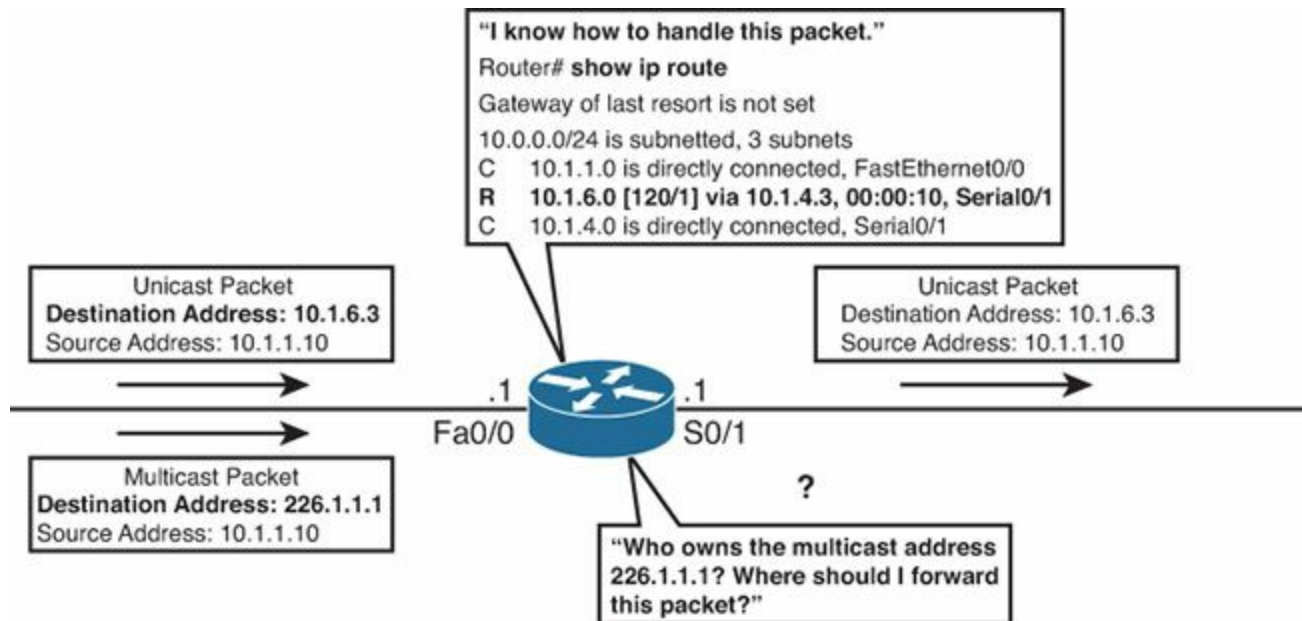 “I know how to handle this packet.”
Router# show ip route
Gateway of last resort is not set
10.0.0.0/24 is subnetted, 3 subnets
C 10.1.1.0 is directly connected, FastEthernet0/0
R 10.1.6.0 [120/1] via 10.1.4.3, 00:00:10, Serial0/1
C 10.1.4.0 is directly connected, Serial0/1
Unicast Packet
Destination Address: 10.1.6.3
Source Address: 10.1.1.10
Unicast Packet
Destination Address: 10.1.6.3
Source Address: 10.1.1.10
.1
.1
Fa0/0
S0/1
Multicast Packet
Destination Address: 226.1.1.1
Source Address: 10.1.1.10
?
“Who owns the multicast address
226.1.1.1? Where should I forward
this packet?”